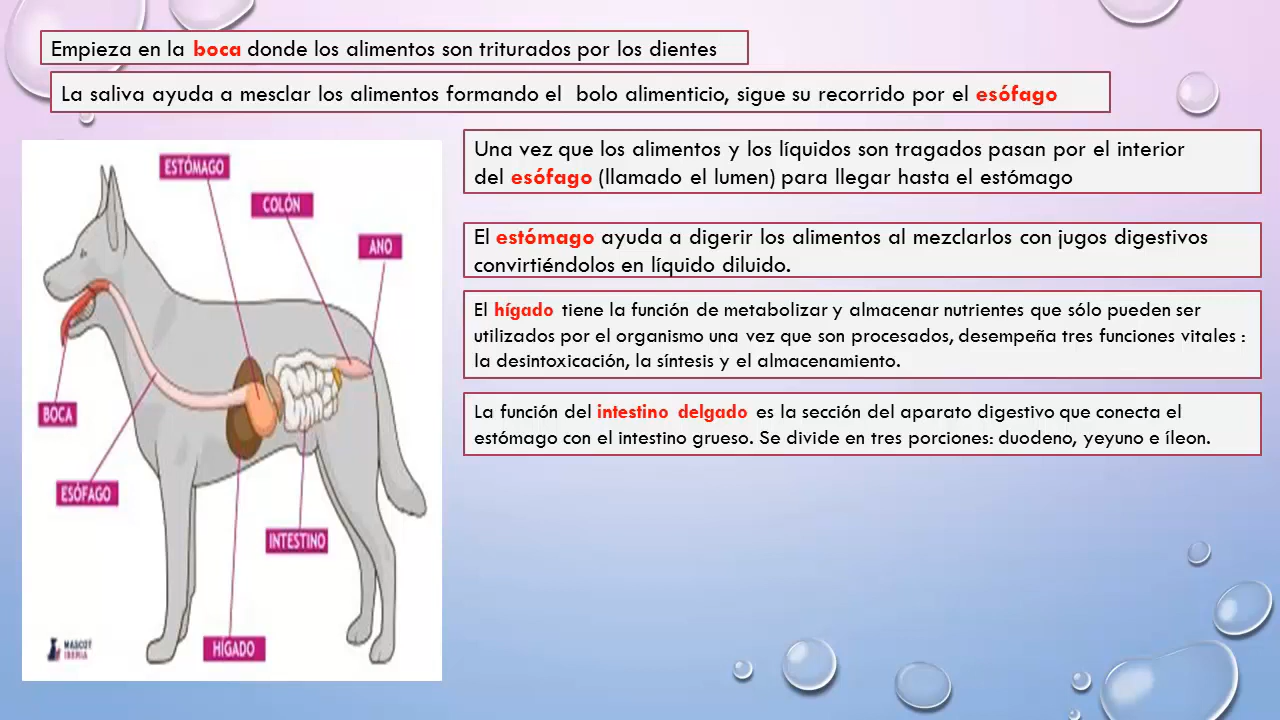 Empieza en la boca donde los alimentos son triturados por los dientes
La saliva ayuda a mesclar los alimentos formando el bolo alimenticio, sigue su recorrido por el esófago
Una vez que los alimentos y los líquidos son tragados pasan por el interior
del esófago (llamado el lumen) para llegar hasta el estómago
El estómago ayuda a digerir los alimentos al mezclarlos con jugos digestivos
convirtiéndolos en líquido diluido.
El hígado tiene la función de metabolizar y almacenar nutrientes que sólo pueden ser
utilizados por el organismo una vez que son procesados, desempeña tres funciones vitales :
la desintoxicación, la síntesis y el almacenamiento.
La función del intestino delgado es la sección del aparato digestivo que conecta el
estómago con el intestino grueso. Se divide en tres porciones: duodeno, yeyuno e íleon.
ESTÓMAGO
COLÓN
ANO
BOCA
ESÓFAGO
INTESTINO
HÍGADO
MASCOT
IBERIA